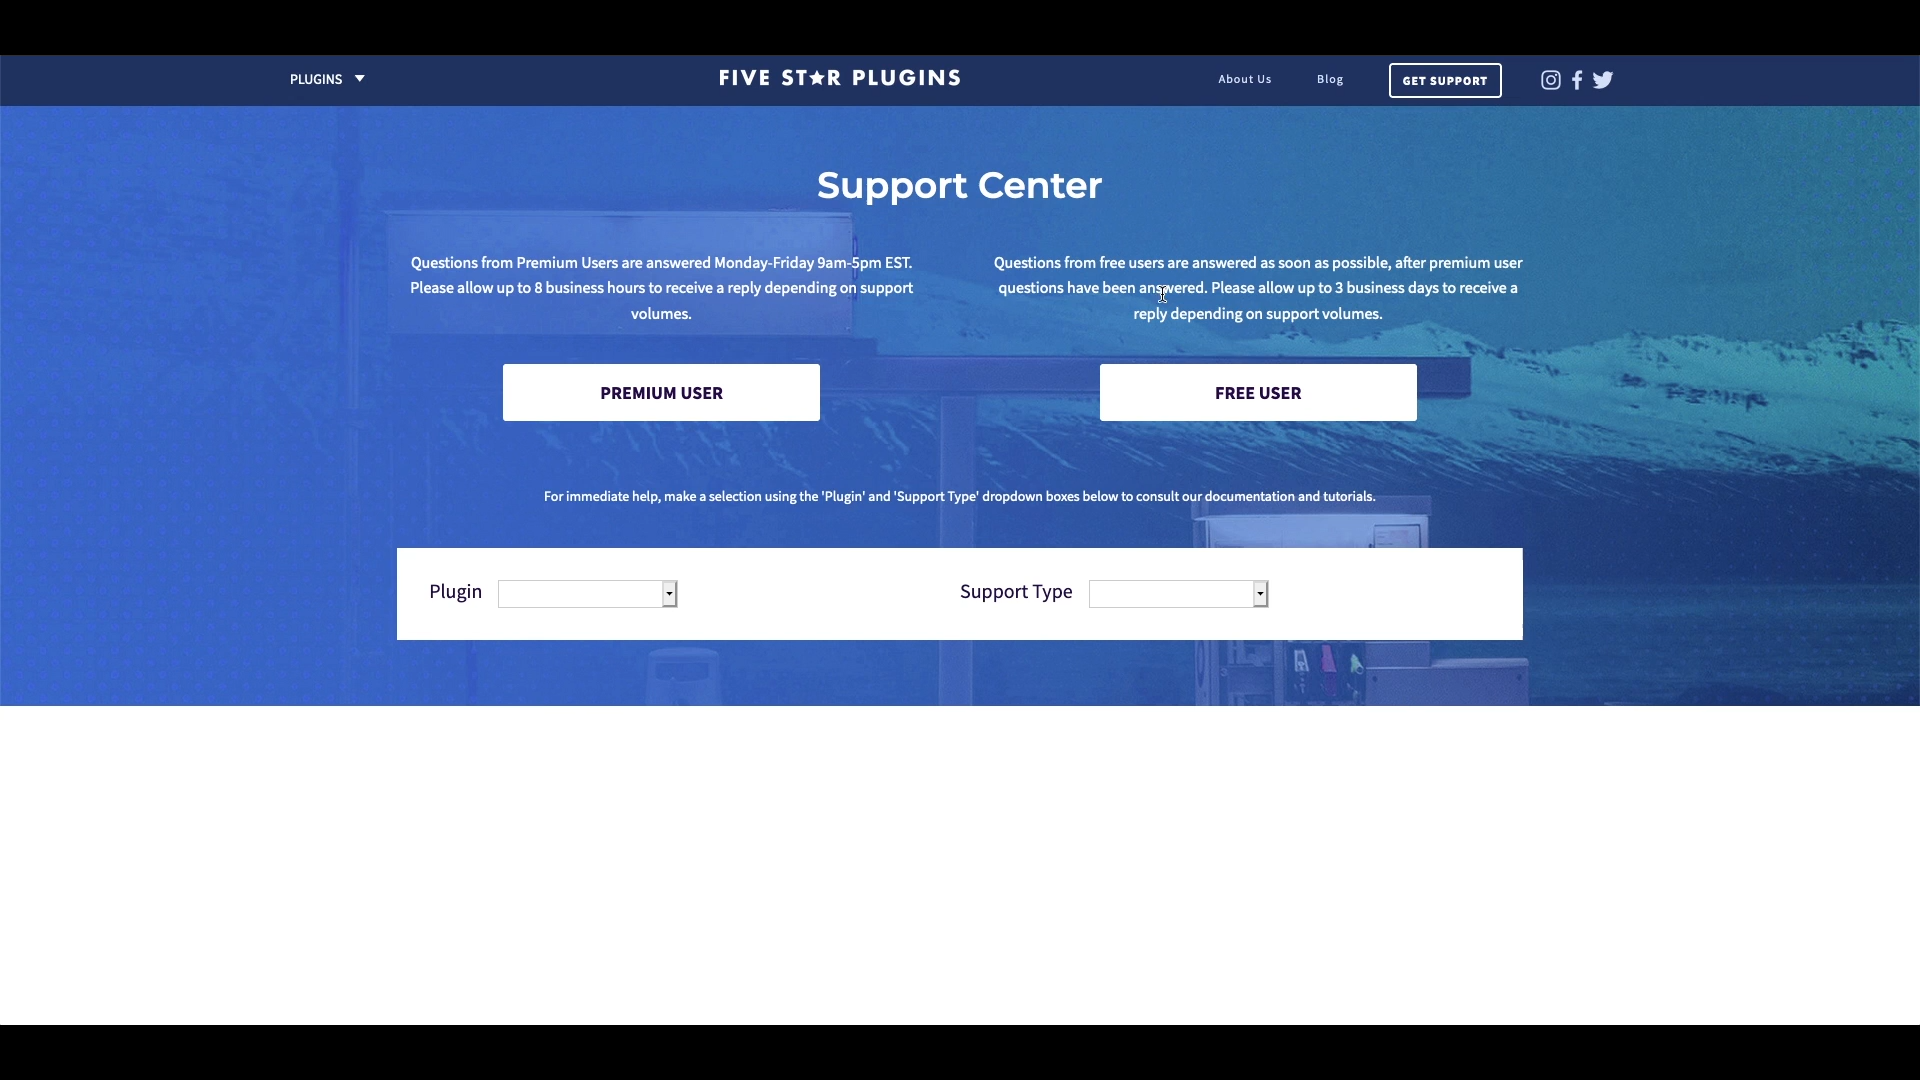 PLUGINS
FIVE STAR PLUGINS
About Us
Blog
GET SUPPORT
Support Center
Questions from Premium Users are answered Monday-Friday 9am-5pm EST.
Please allow up to 8 business hours to receive a reply depending on support
volumes.
Questions from free users are answered as soon as possible, after premium user
questions have been answered. Please allow up to 3 business days to receive a
reply depending on support volumes.
PREMIUM USER
FREE USER
For immediate help, make a selection using the 'Plugin' and 'Support Type' dropdown boxes below to consult our documentation and tutorials.
Plugin
Support Type